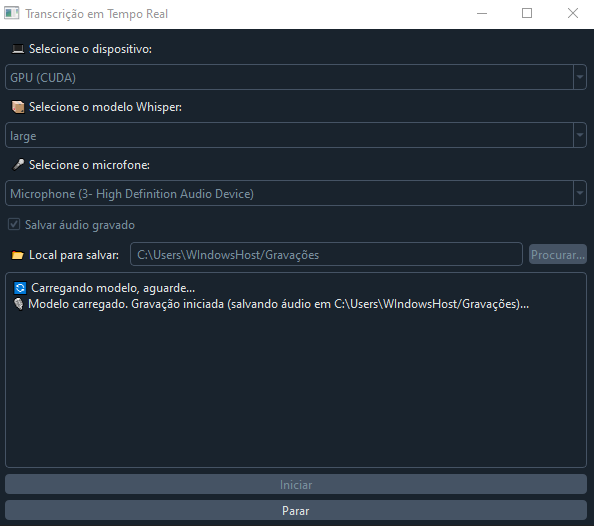 Transcrição em Tempo Real
Selecione o dispositivo:
GPU (CUDA)
Selecione o modelo Whisper:
large
Selecione o microfone:
Microphone (3- High Definition Audio Device)
Salvar áudio gravado
Local para salvar: C:\Users\WIndowsHost/Gravações Procurar...
Carregando modelo, aguarde...
Modelo carregado. Gravação iniciada (salvando áudio em C:\Users\WIndowsHost/Gravações)...
Iniciar
Parar